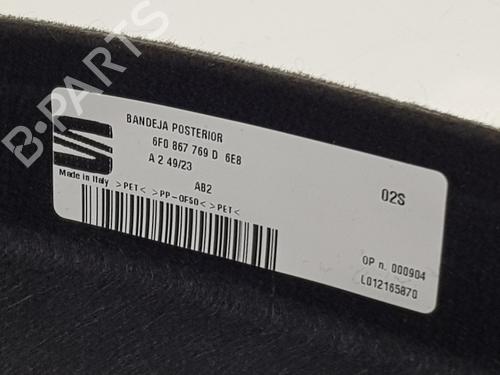 BANDEJA POSTERIOR
6F0 867 769 D 6E8
A 2 49/23
AB2
02S
Made in Italy >PET< >PP-OF50< >PET<
OP n. 000904
L012165870
B-PARTS